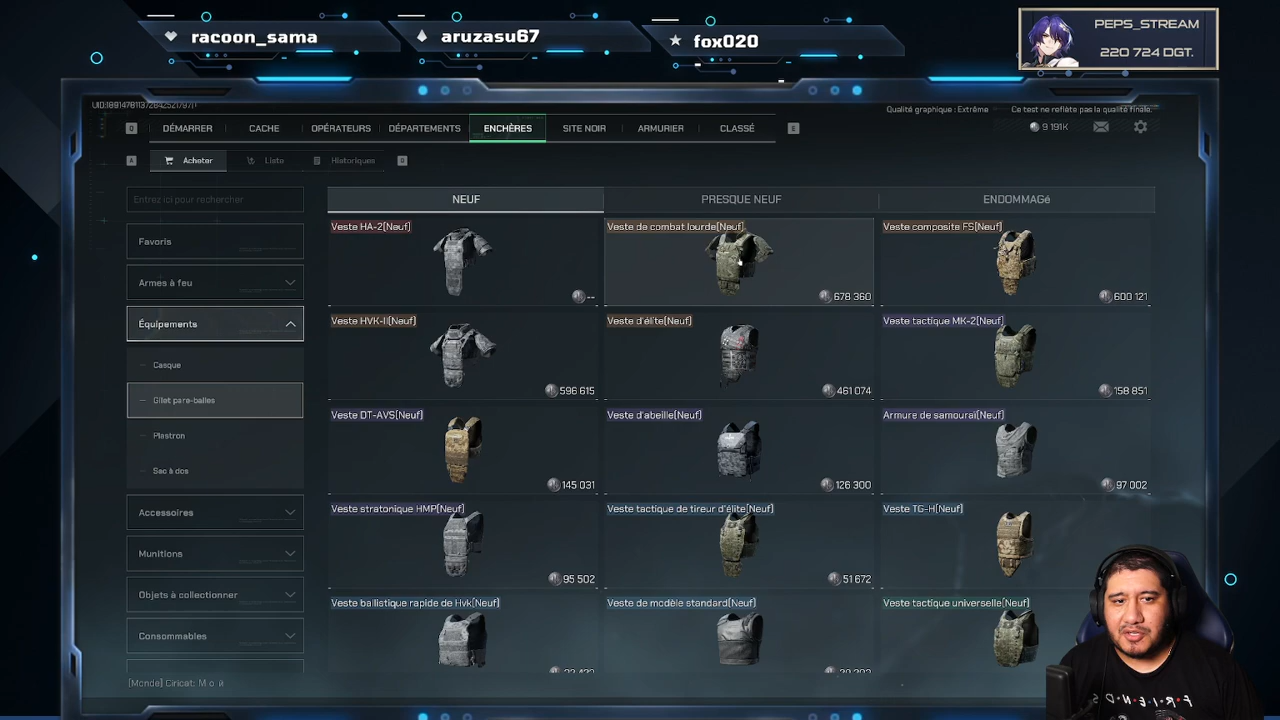 racoon_sama
aruzasu67
fox020
PEPS_STREAM
220 724 DGT.
Qualité graphique : Extrême
Ce test ne reflète pas la qualité finale.
Q
DÉMARRER
CACHE
OPÉRATEURS
DÉPARTEMENTS
ENCHÈRES
SITE NOIR
ARMURIER
CLASSÉ
E
9 191K
A
Acheter
Liste
Historiques
D
Entrez ici pour rechercher
Favoris
Armes à feu
Équipements
Casque
Gilet pare-balles
Plastron
Sac à dos
Accessoires
Munitions
Objets à collectionner
Consommables
NEUF
PRESQUE NEUF
ENDOMMAGé
Veste HA-2[Neuf]
--
Veste de combat lourde[Neuf]
678 360
Veste composite FS[Neuf]
600 121
Veste HVK-II[Neuf]
596 615
Veste d'élite[Neuf]
461 074
Veste tactique MK-2[Neuf]
158 851
Veste DT-AVS[Neuf]
145 031
Veste d'abeille[Neuf]
126 300
Armure de samouraï[Neuf]
97 002
Veste stratonique HMP[Neuf]
95 502
Veste tactique de tireur d'élite[Neuf]
51 672
Veste TG-H[Neuf]
Veste ballistique rapide de Hvk[Neuf]
Veste de modèle standard[Neuf]
Veste tactique universelle[Neuf]
[Monde] Ciricat: